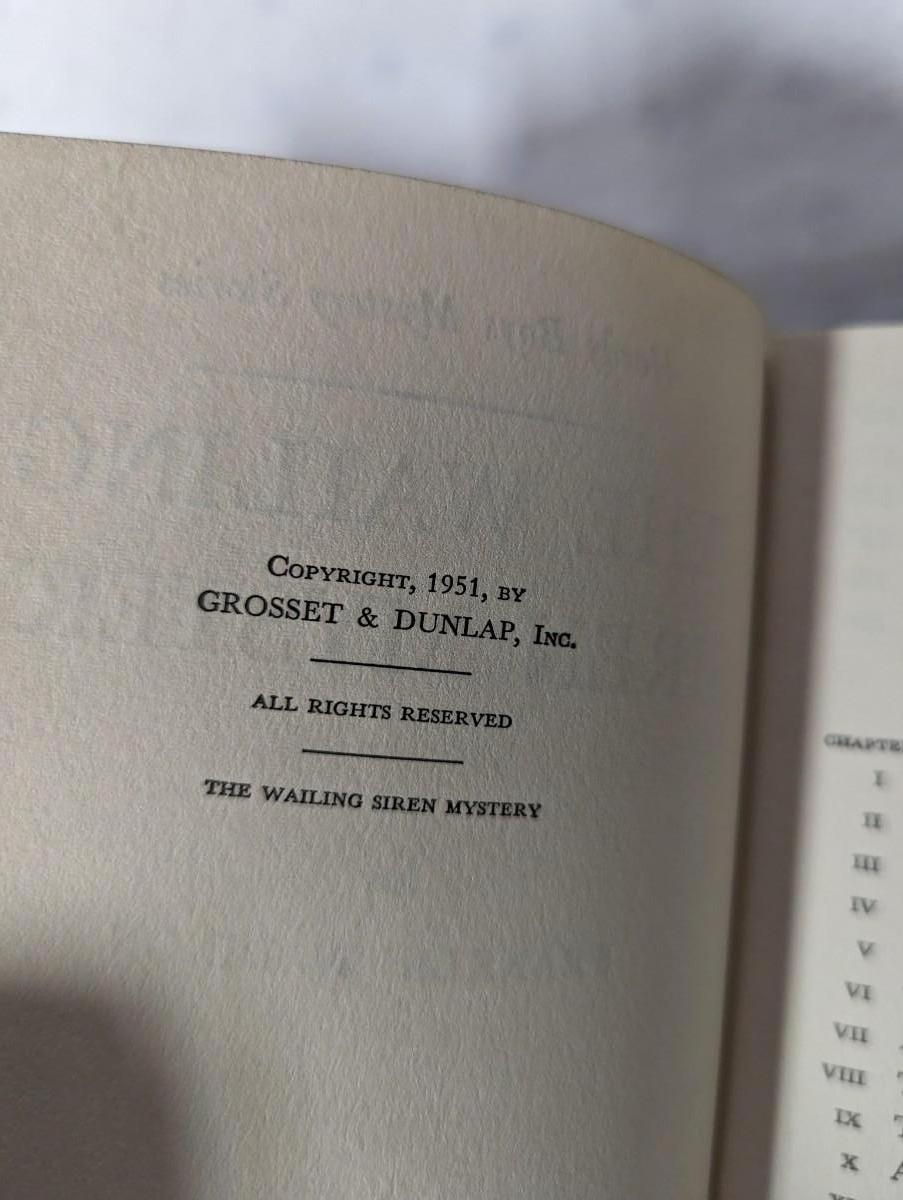 Copyright, 1951, by
GROSSET & DUNLAP, Inc.
ALL RIGHTS RESERVED
THE WAILING SIREN MYSTERY
I
II
III
IV
V
VI
VII
VIII
IX
X